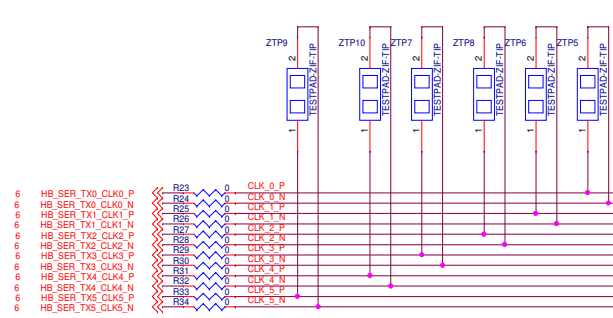 ZTP9 ZTP10 ZTP7 ZTP8 ZTP6 ZTP5
2 2 2 2 2 2
TESTPAD-ZIF-TIP TESTPAD-ZIF-TIP TESTPAD-ZIF-TIP TESTPAD-ZIF-TIP TESTPAD-ZIF-TIP TESTPAD-ZIF-TIP
1 1 1 1 1 1
6 HB_SER_TX0_CLK0_P R23 0 CLK_0_P
6 HB_SER_TX0_CLK0_N R24 0 CLK_0_N
6 HB_SER_TX1_CLK1_P R25 0 CLK_1_P
6 HB_SER_TX1_CLK1_N R26 0 CLK_1_N
6 HB_SER_TX2_CLK2_P R27 0 CLK_2_P
6 HB_SER_TX2_CLK2_N R28 0 CLK_2_N
6 HB_SER_TX3_CLK3_P R29 0 CLK_3_P
6 HB_SER_TX3_CLK3_N R30 0 CLK_3_N
6 HB_SER_TX4_CLK4_P R31 0 CLK_4_P
6 HB_SER_TX4_CLK4_N R32 0 CLK_4_N
6 HB_SER_TX5_CLK5_P R33 0 CLK_5_P
6 HB_SER_TX5_CLK5_N R34 0 CLK_5_N